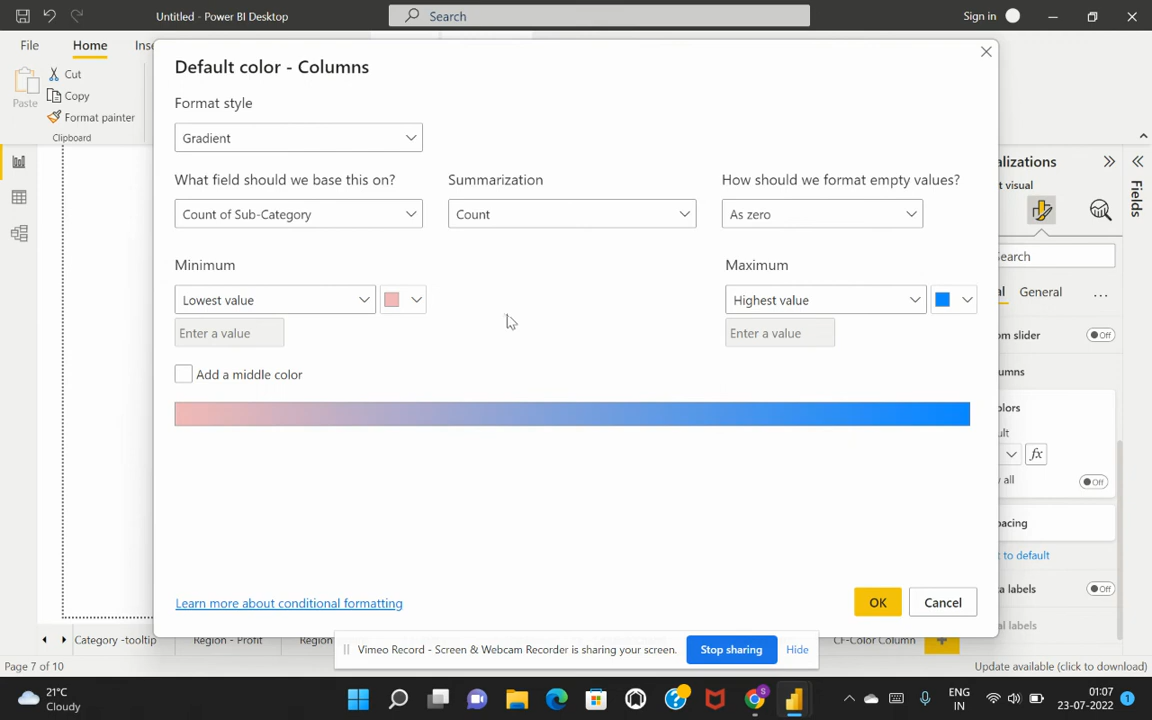 Untitled - Power BI Desktop
Search
Sign in
File
Home
Ins
Paste
Cut
Copy
Format painter
Clipboard
Default color - Columns
Format style
Gradient
What field should we base this on?
Summarization
How should we format empty values?
Count of Sub-Category
Count
As zero
Minimum
Maximum
Lowest value
Highest value
Enter a value
Enter a value
Add a middle color
Learn more about conditional formatting
OK
Cancel
alizations
t visual
Fields
earch
al
General
...
om slider
Off
umns
olors
ult
fx
v all
Off
pacing
t to default
a labels
Off
al labels
Category -tooltip
Region - Profit
Region
CF-Color Column
Vimeo Record - Screen & Webcam Recorder is sharing your screen.
Stop sharing
Hide
Page 7 of 10
Update available (click to download)
21°C
Cloudy
S
ENG
IN
01:07
23-07-2022
1